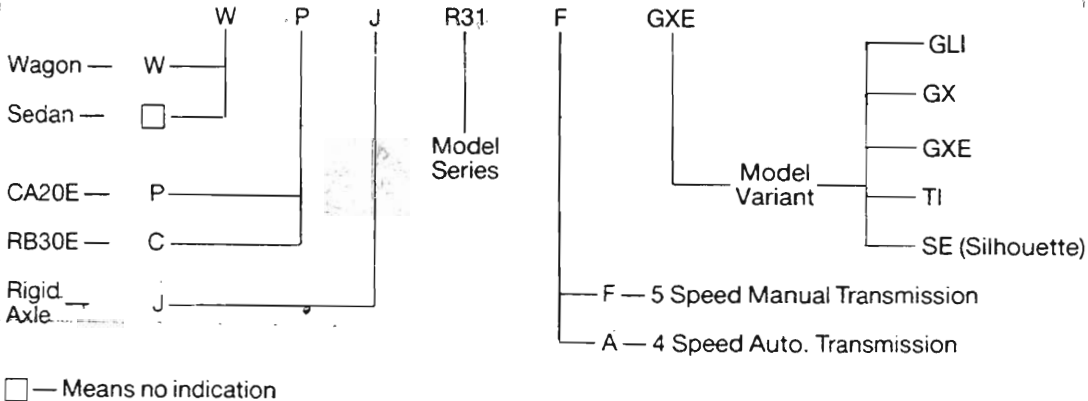 W P J R31 F GXE
Wagon — W
Sedan — □
CA20E — P
RB30E — C
Rigid Axle — J
Model Series
Model Variant
GLI
GX
GXE
TI
SE (Silhouette)
F — 5 Speed Manual Transmission
A — 4 Speed Auto. Transmission
□ — Means no indication